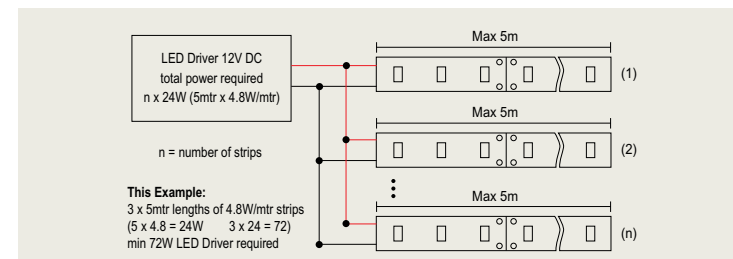 LED Driver 12V DC
total power required
n x 24W (5mtr x 4.8W/mtr)
n = number of strips
This Example:
3 x 5mtr lengths of 4.8W/mtr strips
(5 x 4.8 = 24W 3 x 24 = 72)
min 72W LED Driver required
Max 5m
(1)
Max 5m
(2)
Max 5m
(n)